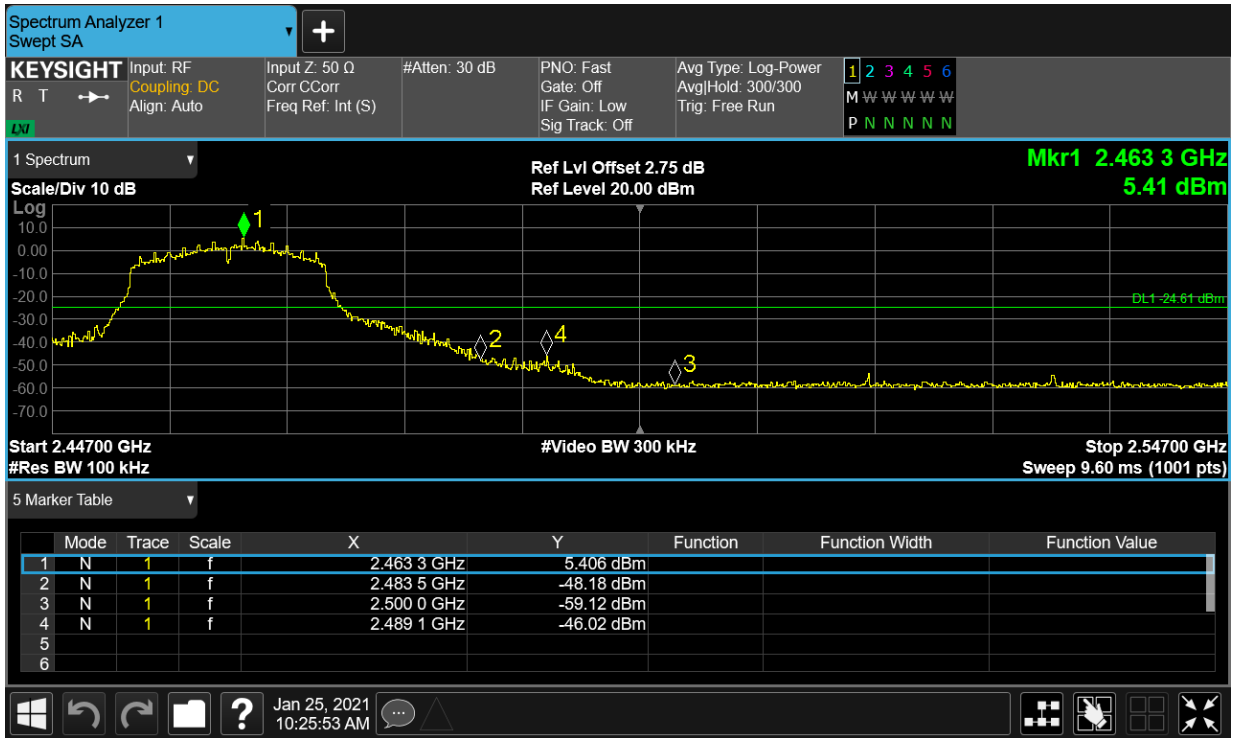 Spectrum Analyzer 1
Swept SA
KEYSIGHT
R T
LXI
Input: RF
Coupling: DC
Align: Auto
Input Z: 50 Ω
Corr CCorr
Freq Ref: Int (S)
#Atten: 30 dB
PNO: Fast
Gate: Off
IF Gain: Low
Sig Track: Off
Avg Type: Log-Power
Avg|Hold: 300/300
Trig: Free Run
1 2 3 4 5 6
M W W W W W
P N N N N N
1 Spectrum
Scale/Div 10 dB
Ref Lvl Offset 2.75 dB
Ref Level 20.00 dBm
Mkr1 2.463 3 GHz
5.41 dBm
Log
10.0
0.00
-10.0
-20.0
-30.0
-40.0
-50.0
-60.0
-70.0
1
2
4
3
DL1 -24.61 dBm
Start 2.44700 GHz
#Res BW 100 kHz
#Video BW 300 kHz
Stop 2.54700 GHz
Sweep 9.60 ms (1001 pts)
5 Marker Table
Mode Trace Scale X Y Function Function Width Function Value
1 N 1 f 2.463 3 GHz 5.406 dBm
2 N 1 f 2.483 5 GHz -48.18 dBm
3 N 1 f 2.500 0 GHz -59.12 dBm
4 N 1 f 2.489 1 GHz -46.02 dBm
5
6
?
Jan 25, 2021
10:25:53 AM